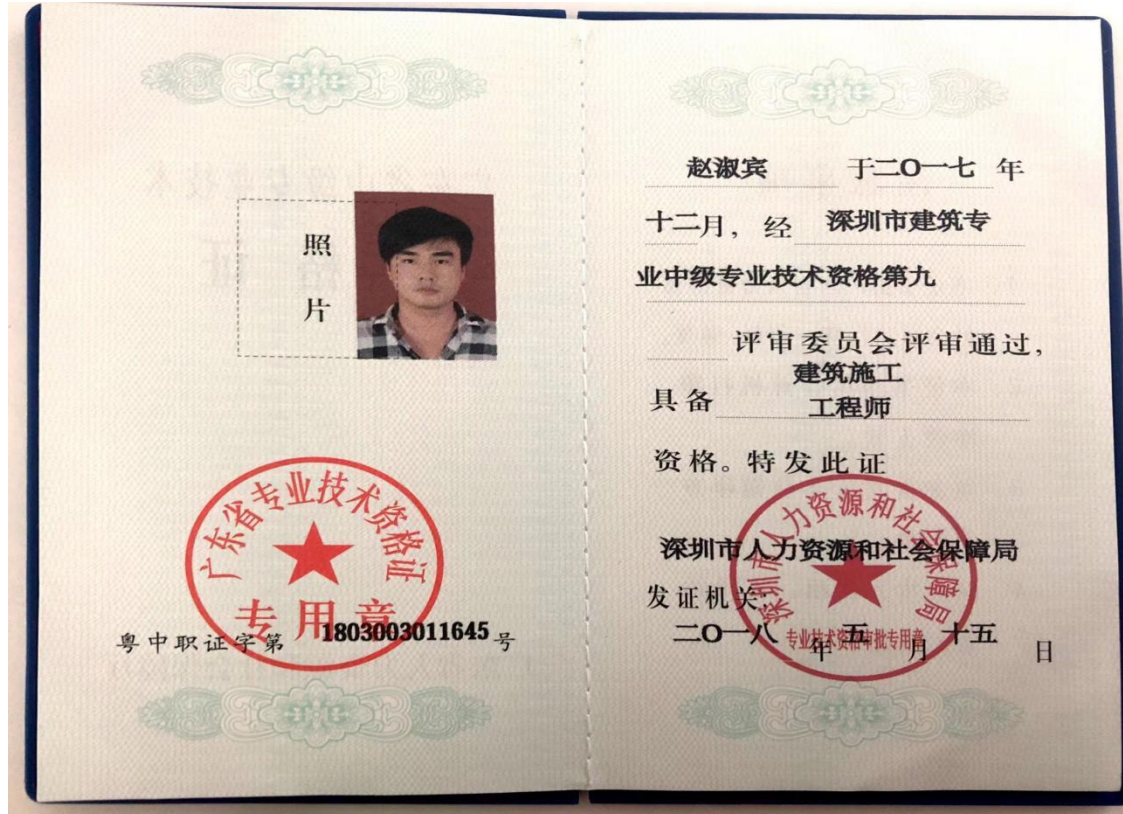 照
片
广东省专业技术资格证
专用章
粤中职证字第 1803003011645 号
赵淑宾 于二O一七 年
十二月，经 深圳市建筑专
业中级专业技术资格第九
评审委员会评审通过，
建筑施工
具备 工程师
资格。特发此证
深圳市人力资源和社会保障局
深圳市人力资源和社会保障局
发证机关：
二O一八 年 五 月 十五 日
专业技术资格审批专用章